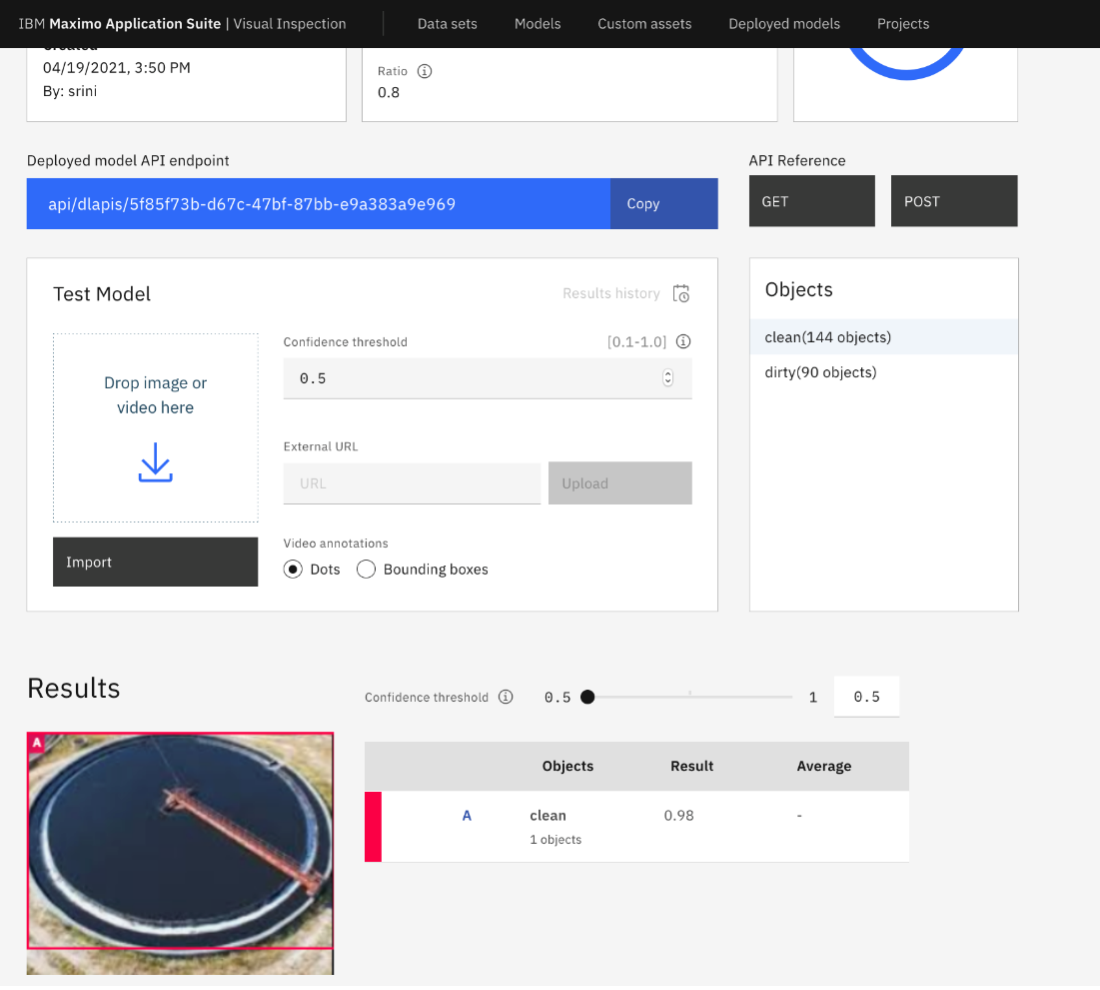 IBM Maximo Application Suite | Visual Inspection Data sets Models Custom assets Deployed models Projects
Created
04/19/2021, 3:50 PM
By: srini
Ratio
0.8
Deployed model API endpoint
api/dlapis/5f85f73b-d67c-47bf-87bb-e9a383a9e969 Copy
API Reference
GET POST
Test Model Results history
Drop image or
video here
Import
Confidence threshold [0.1-1.0]
0.5
External URL
URL Upload
Video annotations
Dots Bounding boxes
Objects
clean(144 objects)
dirty(90 objects)
Results
A
Confidence threshold 0.5 1 0.5
Objects Result Average
A clean 0.98 -
1 objects